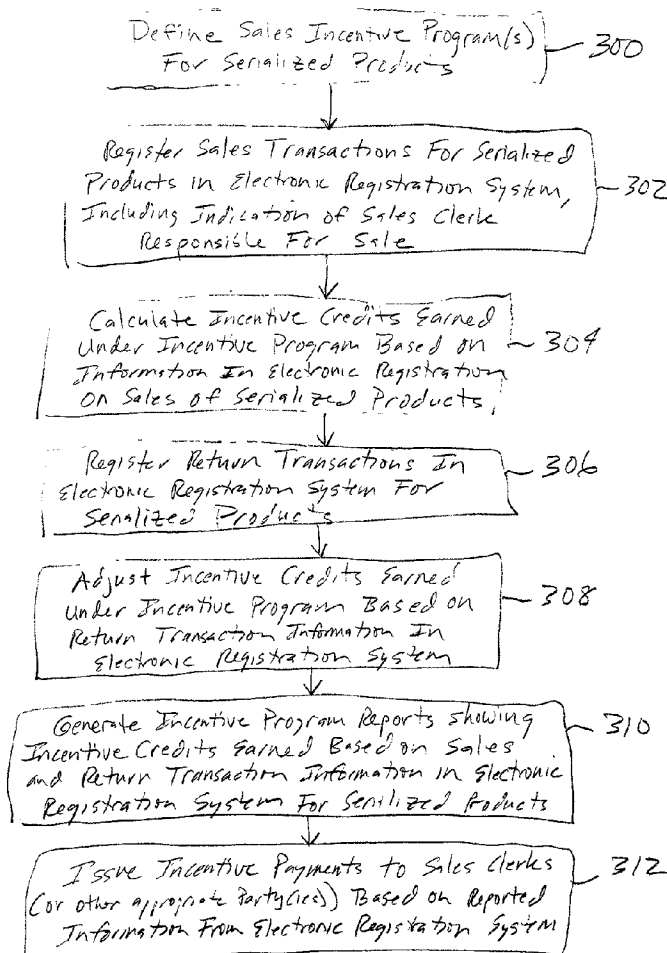 Define Sales Incentive Program(s)
For Serialized Products
300
Register Sales Transactions For Serialized
Products in Electronic Registration System,
Including Indication of Sales Clerk
Responsible For Sale
302
Calculate Incentive Credits Earned
Under Incentive Program Based on
Information In Electronic Registration
On Sales of Serialized Products
304
Register Return Transactions In
Electronic Registration System For
Serialized Products
306
Adjust Incentive Credits Earned
Under Incentive Program Based on
Return Transaction Information In
Electronic Registration System
308
Generate Incentive Program Reports Showing
Incentive Credits Earned Based on Sales
and Return Transaction Information in Electronic
Registration System For Serilized Products
310
Issue Incentive Payments to Sales Clerks
(or other appropriate Party(ies)) Based on Reported
Information From Electronic Registration System
312